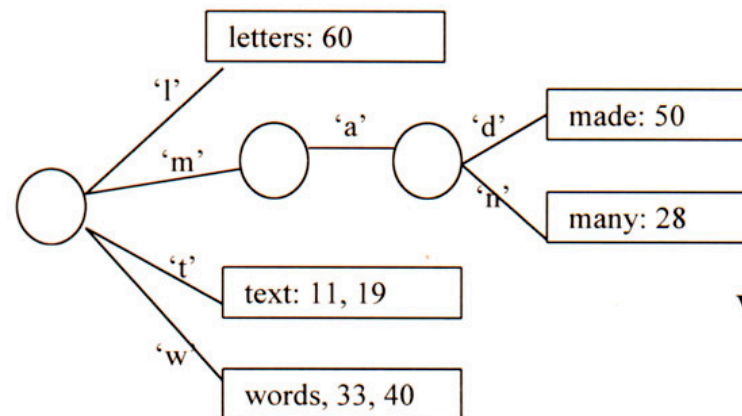 letters: 60
‘l’
‘a’
‘d’
made: 50
‘m’
‘n’
many: 28
‘t’
text: 11, 19
‘w’
words, 33, 40